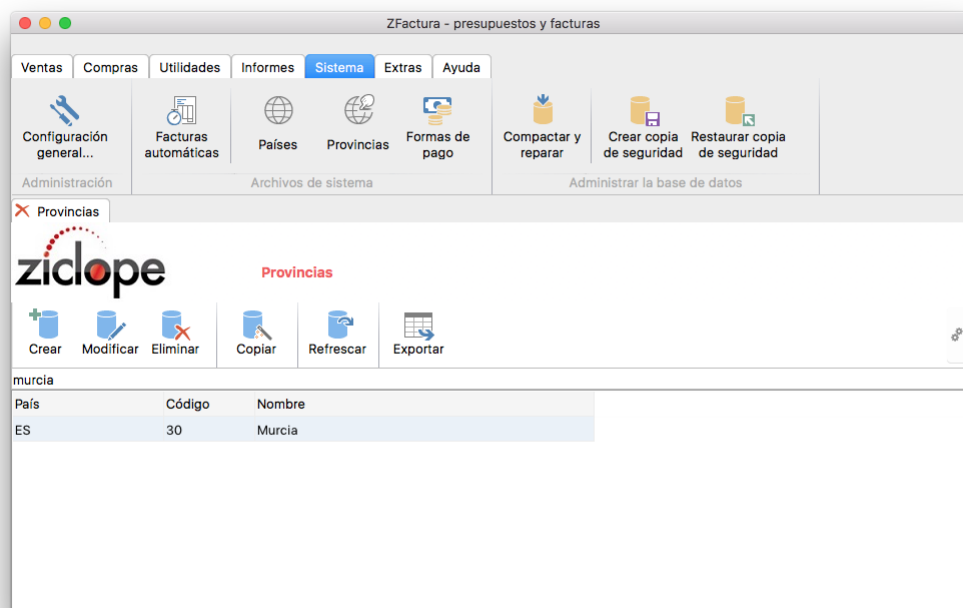 ZFactura - presupuestos y facturas
Ventas Compras Utilidades Informes Sistema Extras Ayuda
Configuración general...
Facturas automáticas
Países
Provincias
Formas de pago
Compactar y reparar
Crear copia de seguridad
Restaurar copia de seguridad
Administración Archivos de sistema Administrar la base de datos
Provincias
ziclope
Provincias
Crear Modificar Eliminar Copiar Refrescar Exportar
murcia
País Código Nombre
ES 30 Murcia